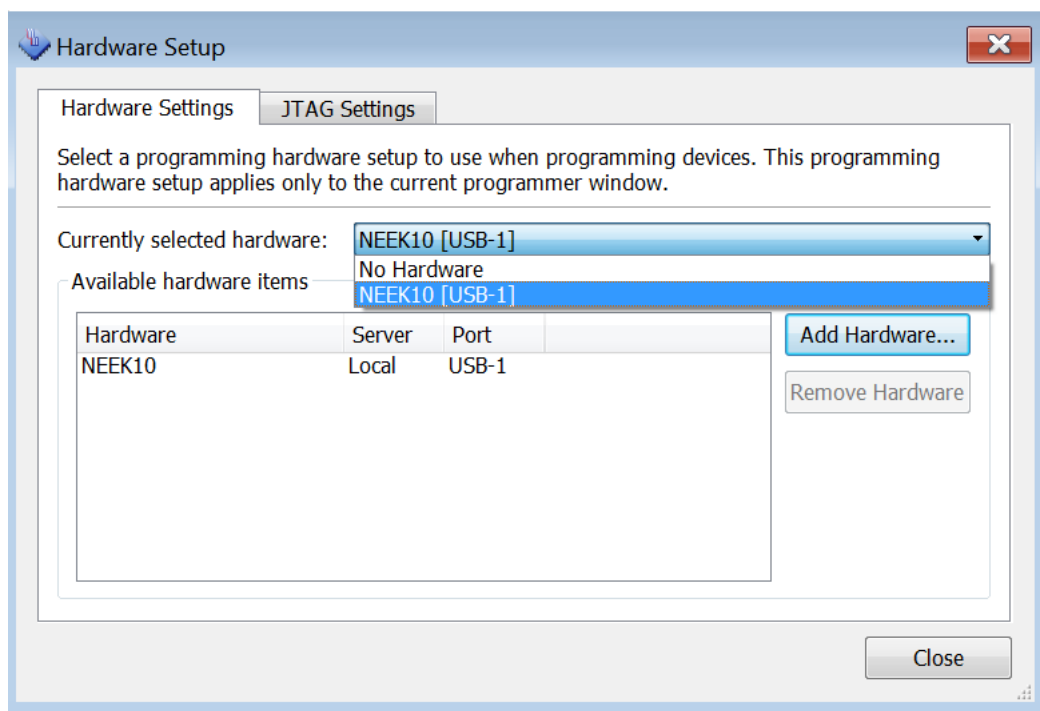 Hardware Setup
Hardware Settings
JTAG Settings
Select a programming hardware setup to use when programming devices. This programming
hardware setup applies only to the current programmer window.
Currently selected hardware:
NEEK10 [USB-1]
No Hardware
NEEK10 [USB-1]
Available hardware items
Hardware Server Port
NEEK10 Local USB-1
Add Hardware...
Remove Hardware
Close